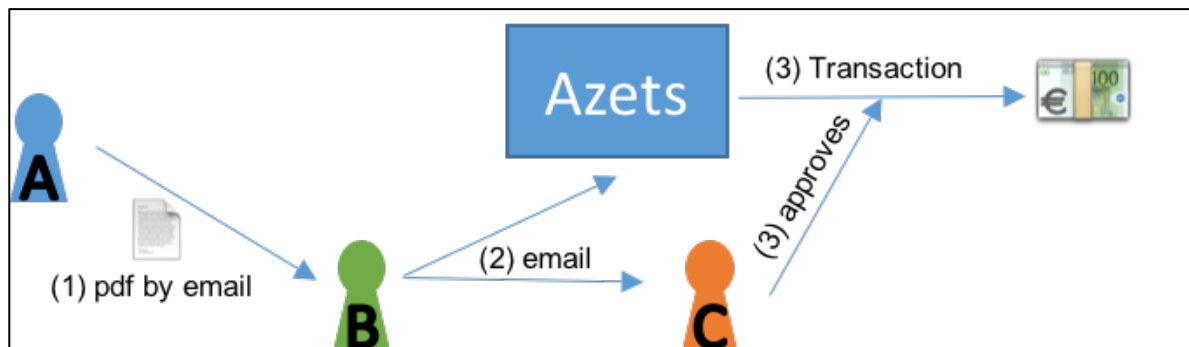 (3) Transaction
Azets
€ 100
A
(3) approves
(2) email
(1) pdf by email
B
C